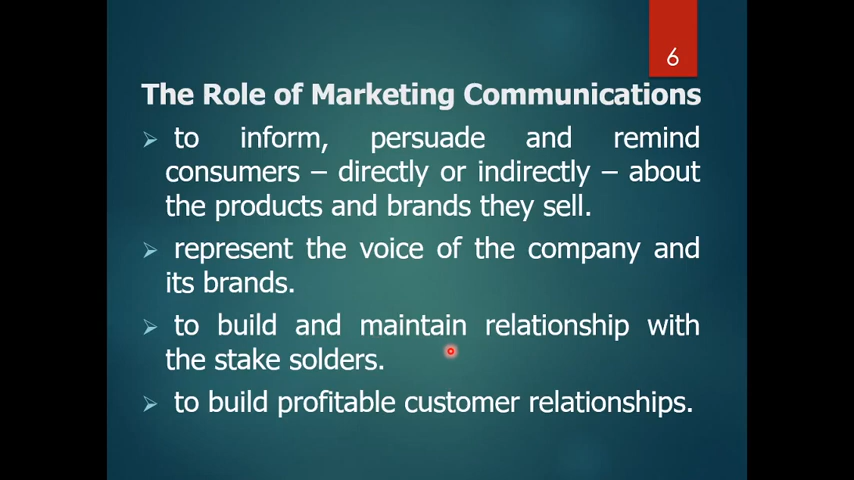 6
The Role of Marketing Communications
to inform, persuade and remind
consumers – directly or indirectly – about
the products and brands they sell.
represent the voice of the company and
its brands.
to build and maintain relationship with
the stake solders.
to build profitable customer relationships.